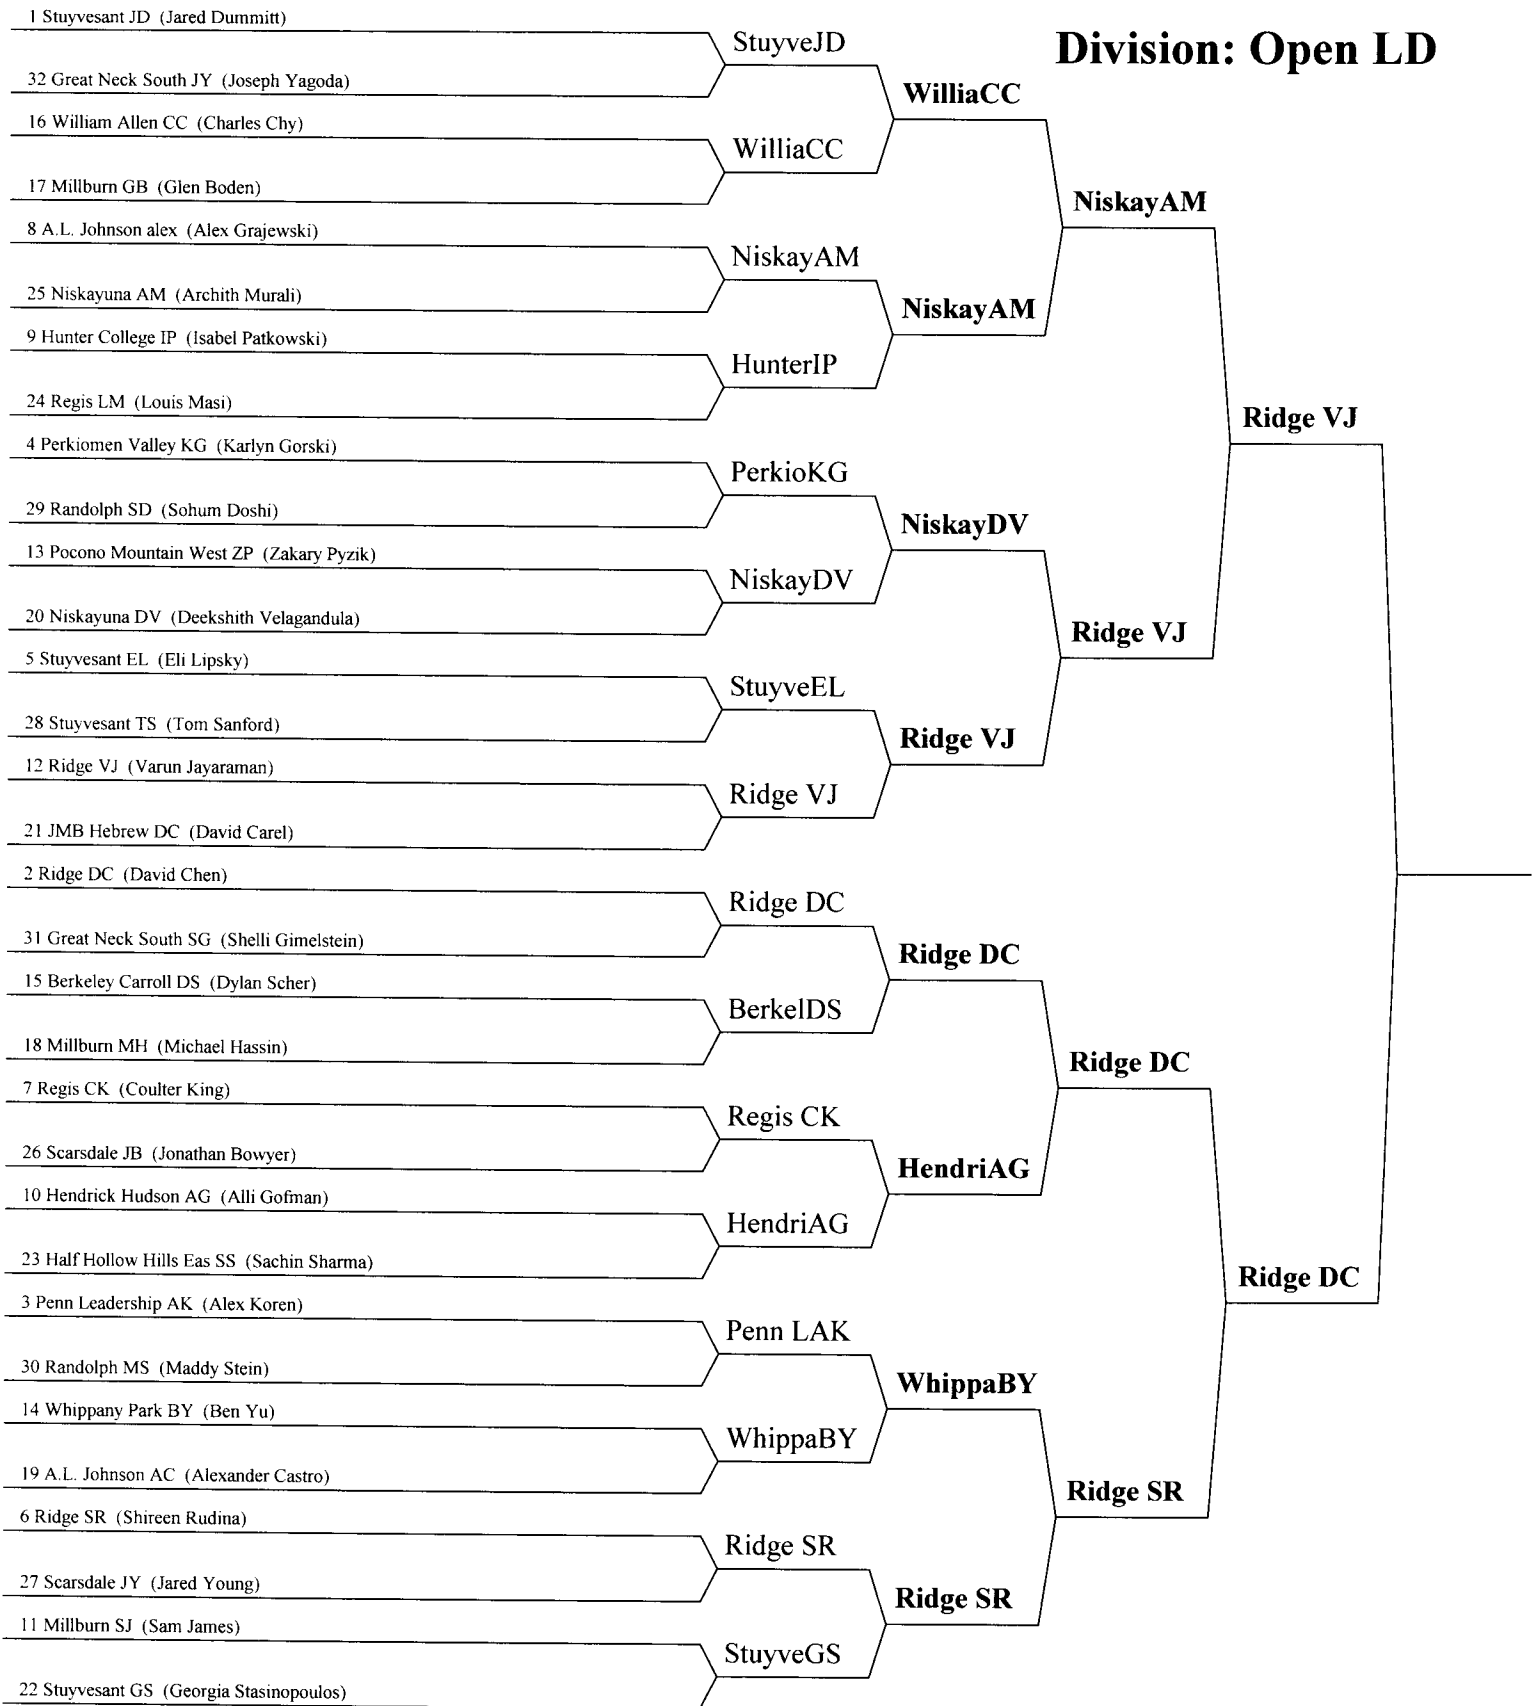 Division: Open LD
1 Stuyvesant JD (Jared Dummitt)
32 Great Neck South JY (Joseph Yagoda)
16 William Allen CC (Charles Chy)
17 Millburn GB (Glen Boden)
8 A.L. Johnson alex (Alex Grajewski)
25 Niskayuna AM (Archith Murali)
9 Hunter College IP (Isabel Patkowski)
24 Regis LM (Louis Masi)
4 Perkiomen Valley KG (Karlyn Gorski)
29 Randolph SD (Sohum Doshi)
13 Pocono Mountain West ZP (Zakary Pyzik)
20 Niskayuna DV (Deekshith Velagandula)
5 Stuyvesant EL (Eli Lipsky)
28 Stuyvesant TS (Tom Sanford)
12 Ridge VJ (Varun Jayaraman)
21 JMB Hebrew DC (David Carel)
2 Ridge DC (David Chen)
31 Great Neck South SG (Shelli Gimelstein)
15 Berkeley Carroll DS (Dylan Scher)
18 Millburn MH (Michael Hassin)
7 Regis CK (Coulter King)
26 Scarsdale JB (Jonathan Bowyer)
10 Hendrick Hudson AG (Alli Gofman)
23 Half Hollow Hills Eas SS (Sachin Sharma)
3 Penn Leadership AK (Alex Koren)
30 Randolph MS (Maddy Stein)
14 Whippany Park BY (Ben Yu)
19 A.L. Johnson AC (Alexander Castro)
6 Ridge SR (Shireen Rudina)
27 Scarsdale JY (Jared Young)
11 Millburn SJ (Sam James)
22 Stuyvesant GS (Georgia Stasinopoulos)
StuyveJD
WilliaCC
NiskayAM
HunterIP
PerkioKG
NiskayDV
StuyveEL
Ridge VJ
Ridge DC
BerkelDS
Regis CK
HendriAG
Penn LAK
WhippaBY
Ridge SR
StuyveGS
WilliaCC
NiskayAM
NiskayDV
Ridge VJ
Ridge DC
HendriAG
WhippaBY
Ridge SR
NiskayAM
Ridge VJ
Ridge DC
Ridge SR
Ridge VJ
Ridge DC